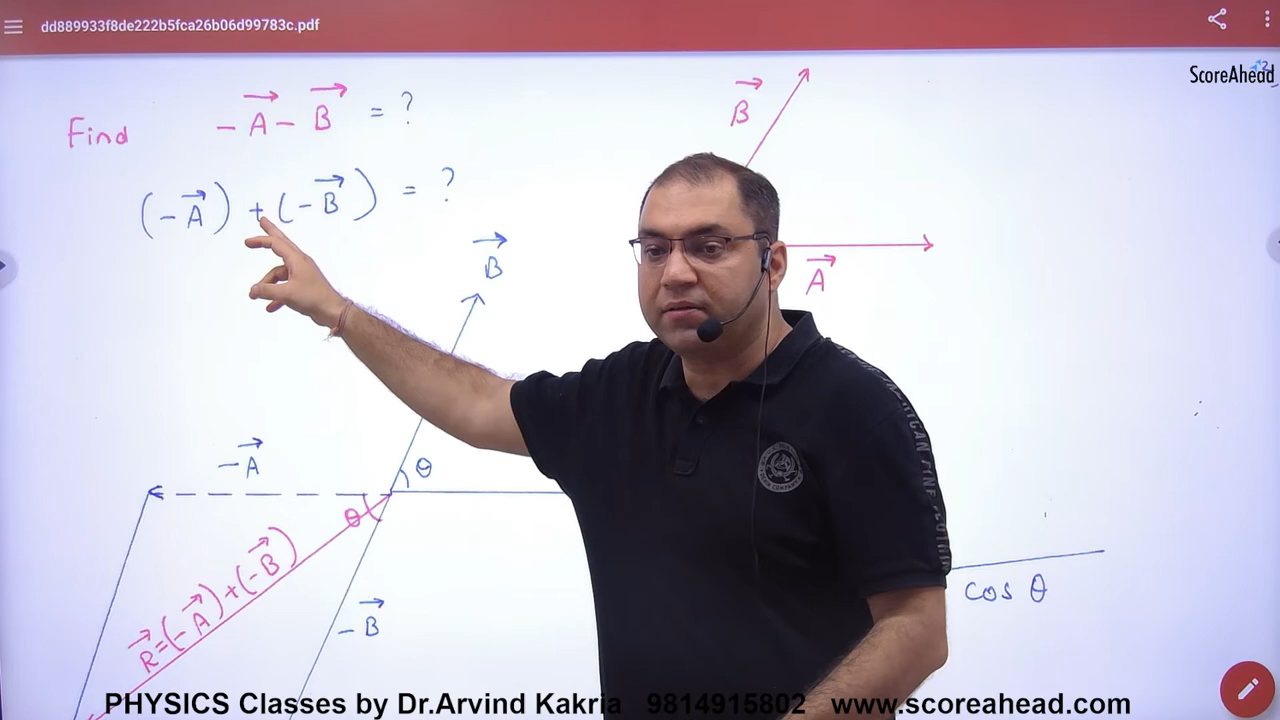 dd889933f8de222b5fca26b06d99783c.pdf
ScoreAhead
Find -A→ - B→ = ?
(-A→) + (-B→) = ?
B→
A→
B→
θ
-A→
θ
R→=(-A→)+(-B→)
-B→
cos θ
PHYSICS Classes by Dr.Arvind Kakria 9814915802 www.scoreahead.com